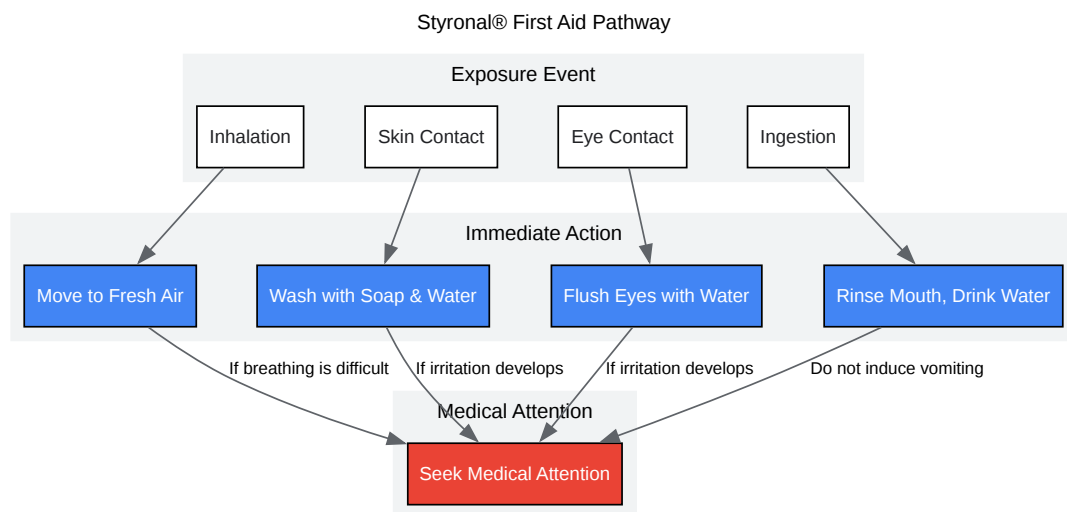 Styronal® First Aid Pathway
Exposure Event
Inhalation
Skin Contact
Eye Contact
Ingestion
Immediate Action
Move to Fresh Air
Wash with Soap & Water
Flush Eyes with Water
Rinse Mouth, Drink Water
If breathing is difficult
If irritation develops
If irritation develops
Do not induce vomiting
Medical Attention
Seek Medical Attention